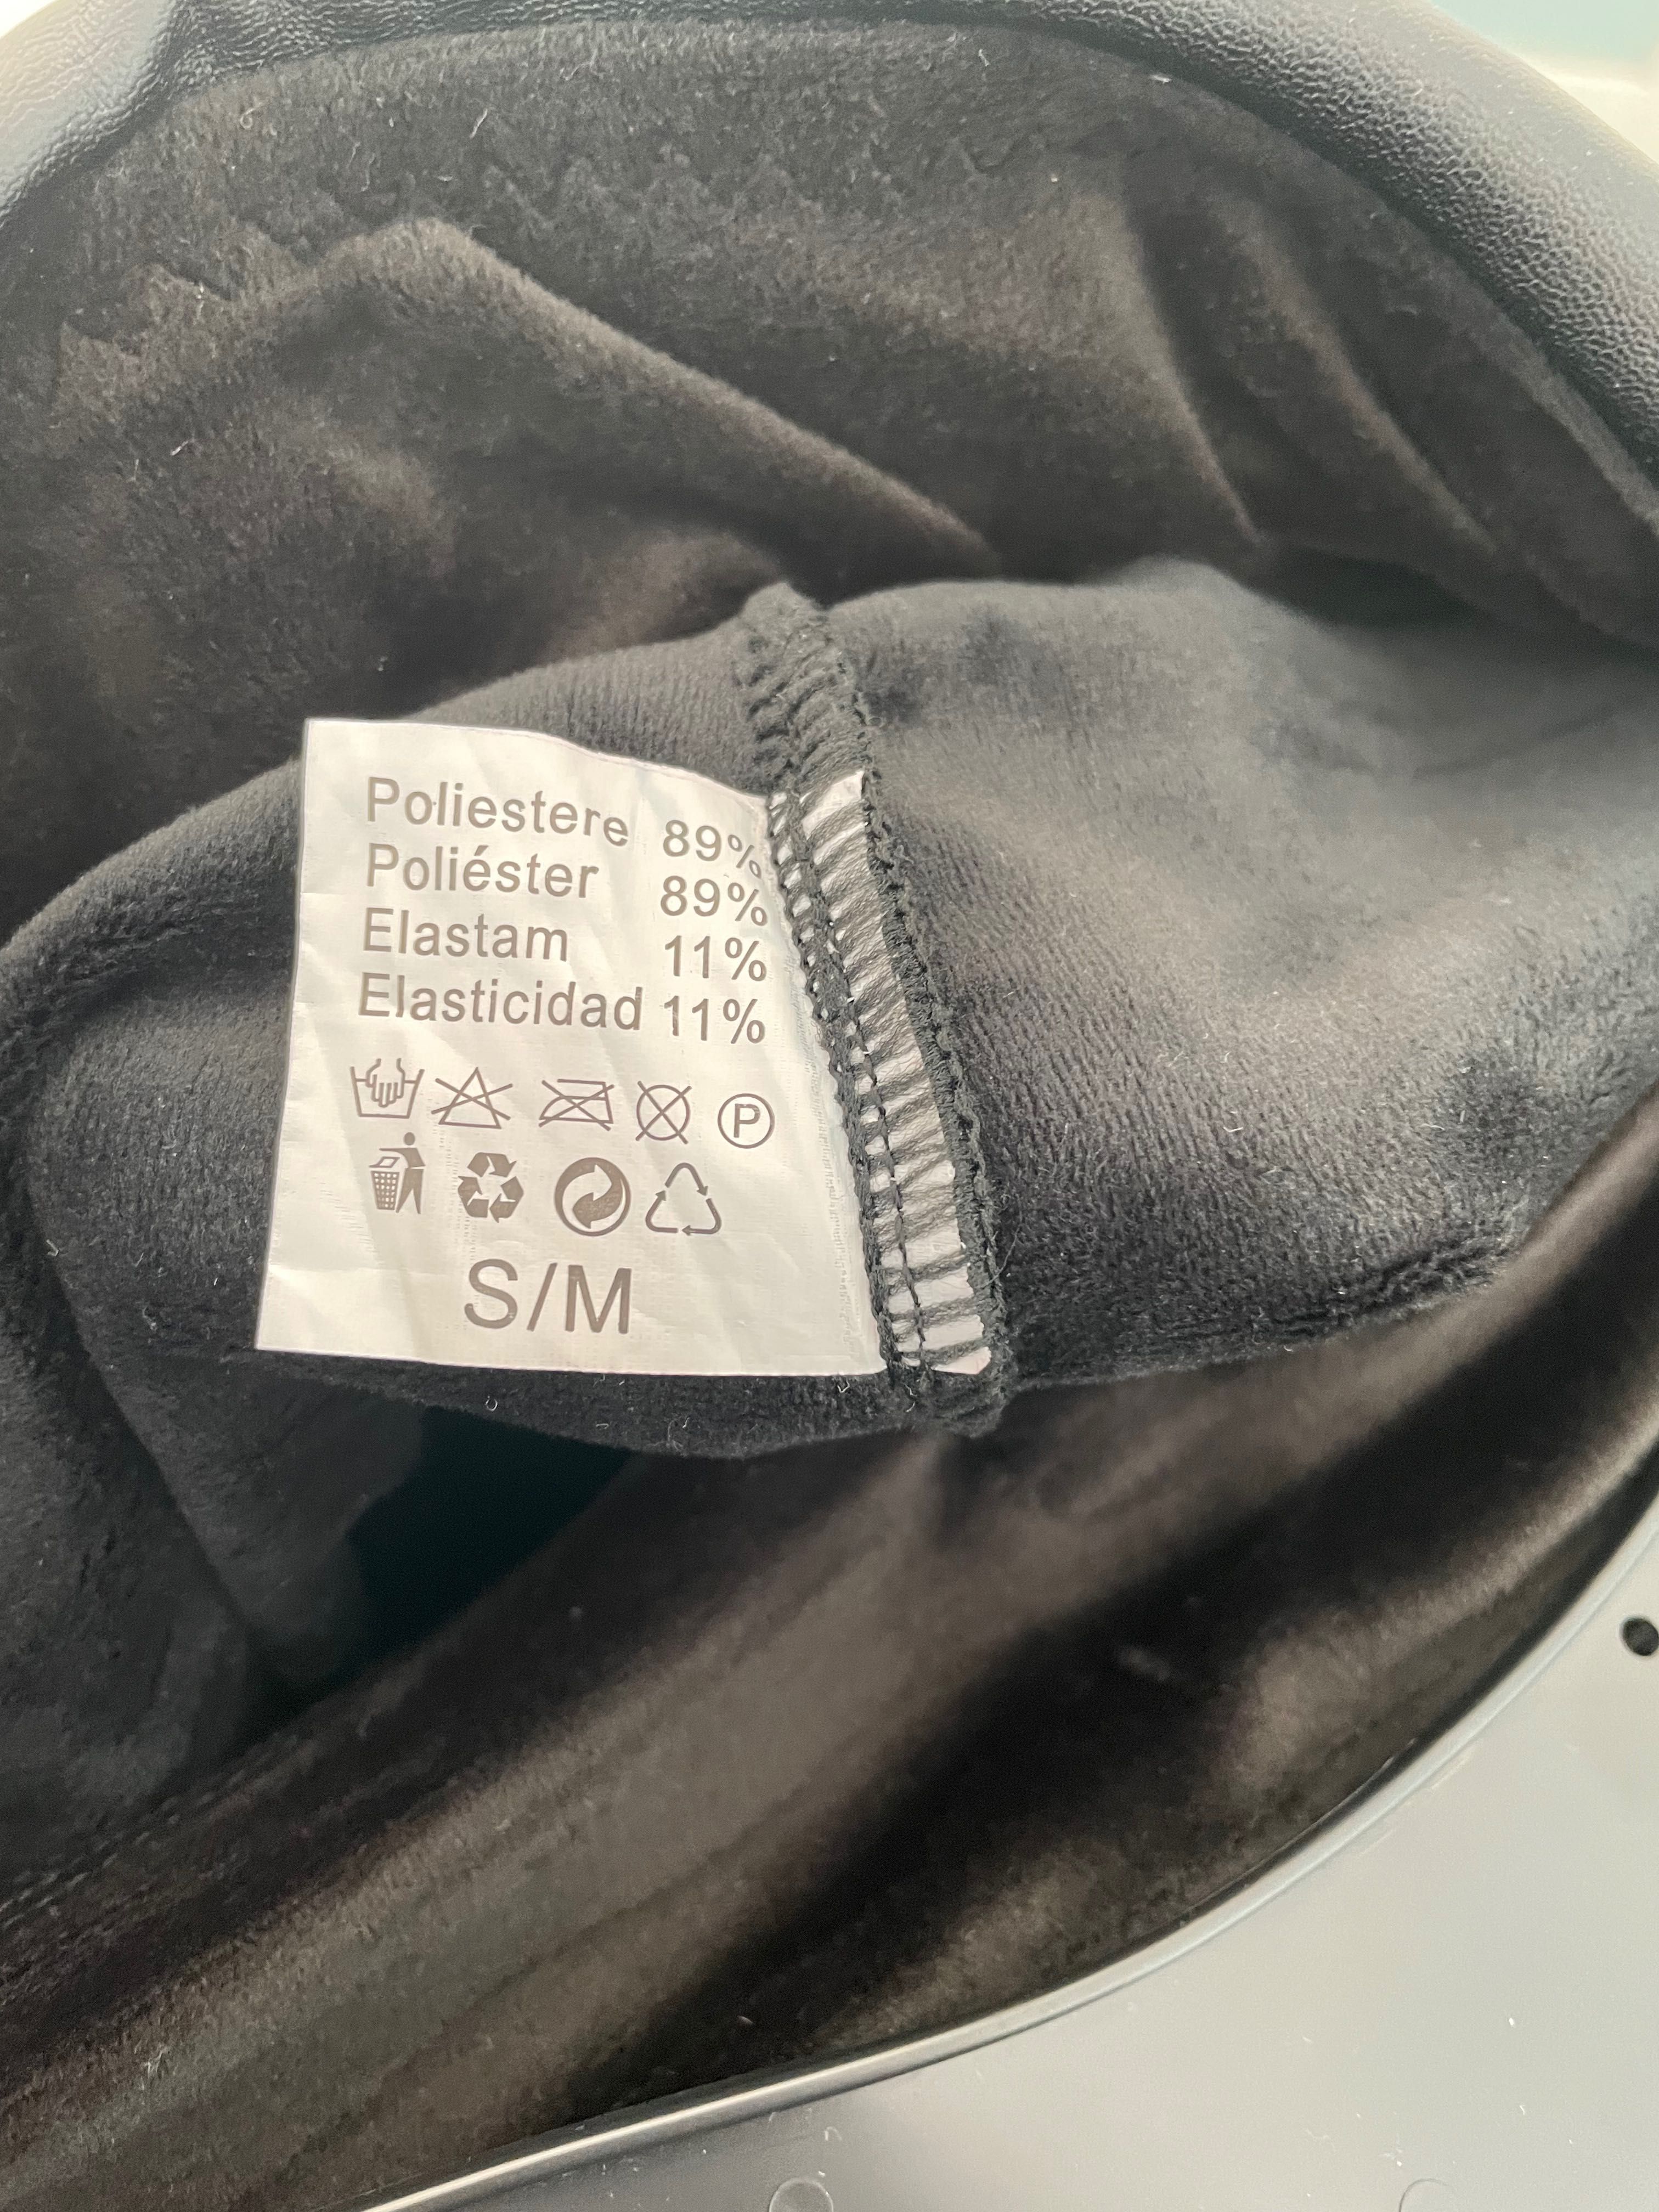 Poliestere 89%
Poliéster 89%
Elastam 11%
Elasticidad 11%
P
S/M